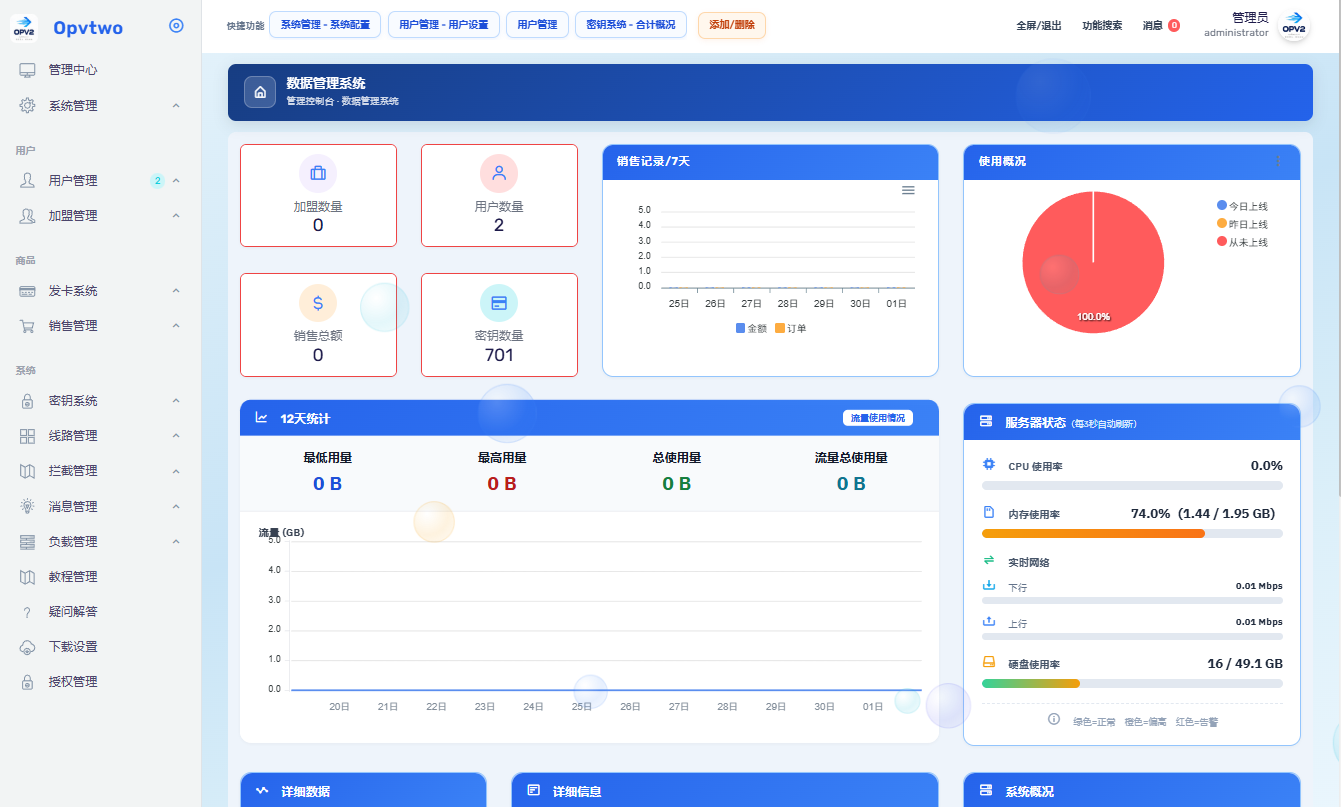 OPV2
Opvtwo
管理中心
系统管理
用户
用户管理
2
加盟管理
商品
发卡系统
销售管理
系统
密钥系统
线路管理
拦截管理
消息管理
负载管理
教程管理
疑问解答
下载设置
授权管理
快捷功能
系统管理 - 系统配置
用户管理 - 用户设置
用户管理
密钥系统 - 合计概况
添加/删除
全屏/退出
功能搜索
消息
0
管理员
administrator
OPV2
数据管理系统
管理控制台 · 数据管理系统
加盟数量
0
用户数量
2
销售总额
0
密钥数量
701
销售记录/7天
5.0
4.0
3.0
2.0
1.0
0.0
25日
26日
27日
28日
29日
30日
01日
金额
订单
使用概况
今日上线
昨日上线
从未上线
100.0%
12天统计
流量使用情况
最低用量
0 B
最高用量
0 B
总使用量
0 B
流量总使用量
0 B
流量 (GB)
5.0
4.0
3.0
2.0
1.0
0.0
20日
21日
22日
23日
24日
25日
26日
27日
28日
29日
30日
01日
服务器状态 (每3秒自动刷新)
CPU 使用率
0.0%
内存使用率
74.0% (1.44 / 1.95 GB)
实时网络
下行
0.01 Mbps
上行
0.01 Mbps
硬盘使用率
16 / 49.1 GB
绿色=正常 橙色=偏高 红色=告警
详细数据
详细信息
系统概况